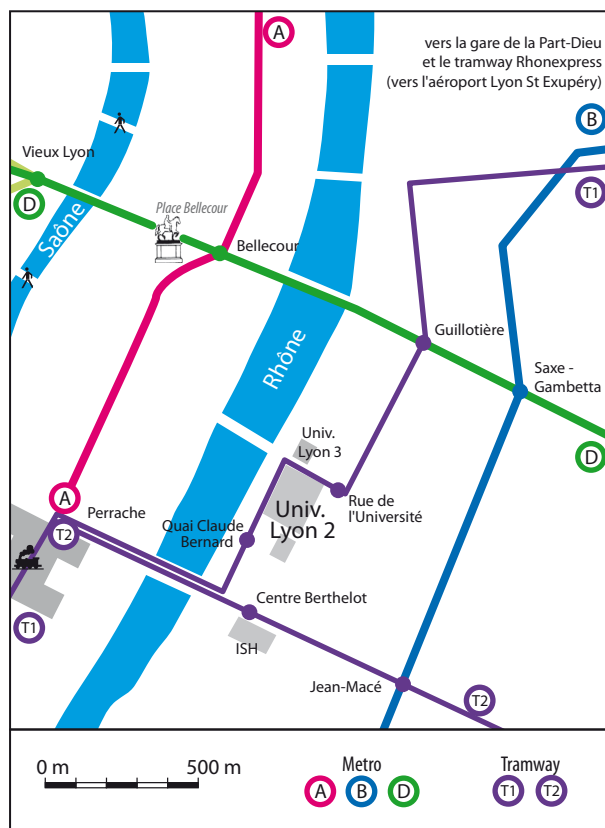 A
vers la gare de la Part-Dieu
et le tramway Rhonexpress
(vers l'aéroport Lyon St Exupéry)
B
Vieux Lyon
T1
D
Place Bellecour
Saône
Bellecour
Guillotière
Rhône
Saxe -
Gambetta
Univ.
Lyon 3
D
A
Perrache
Rue de
l'Université
Univ.
Lyon 2
T2
Quai Claude
Bernard
Centre Berthelot
T1
ISH
Jean-Macé
T2
0 m
500 m
Metro
A B D
Tramway
T1 T2